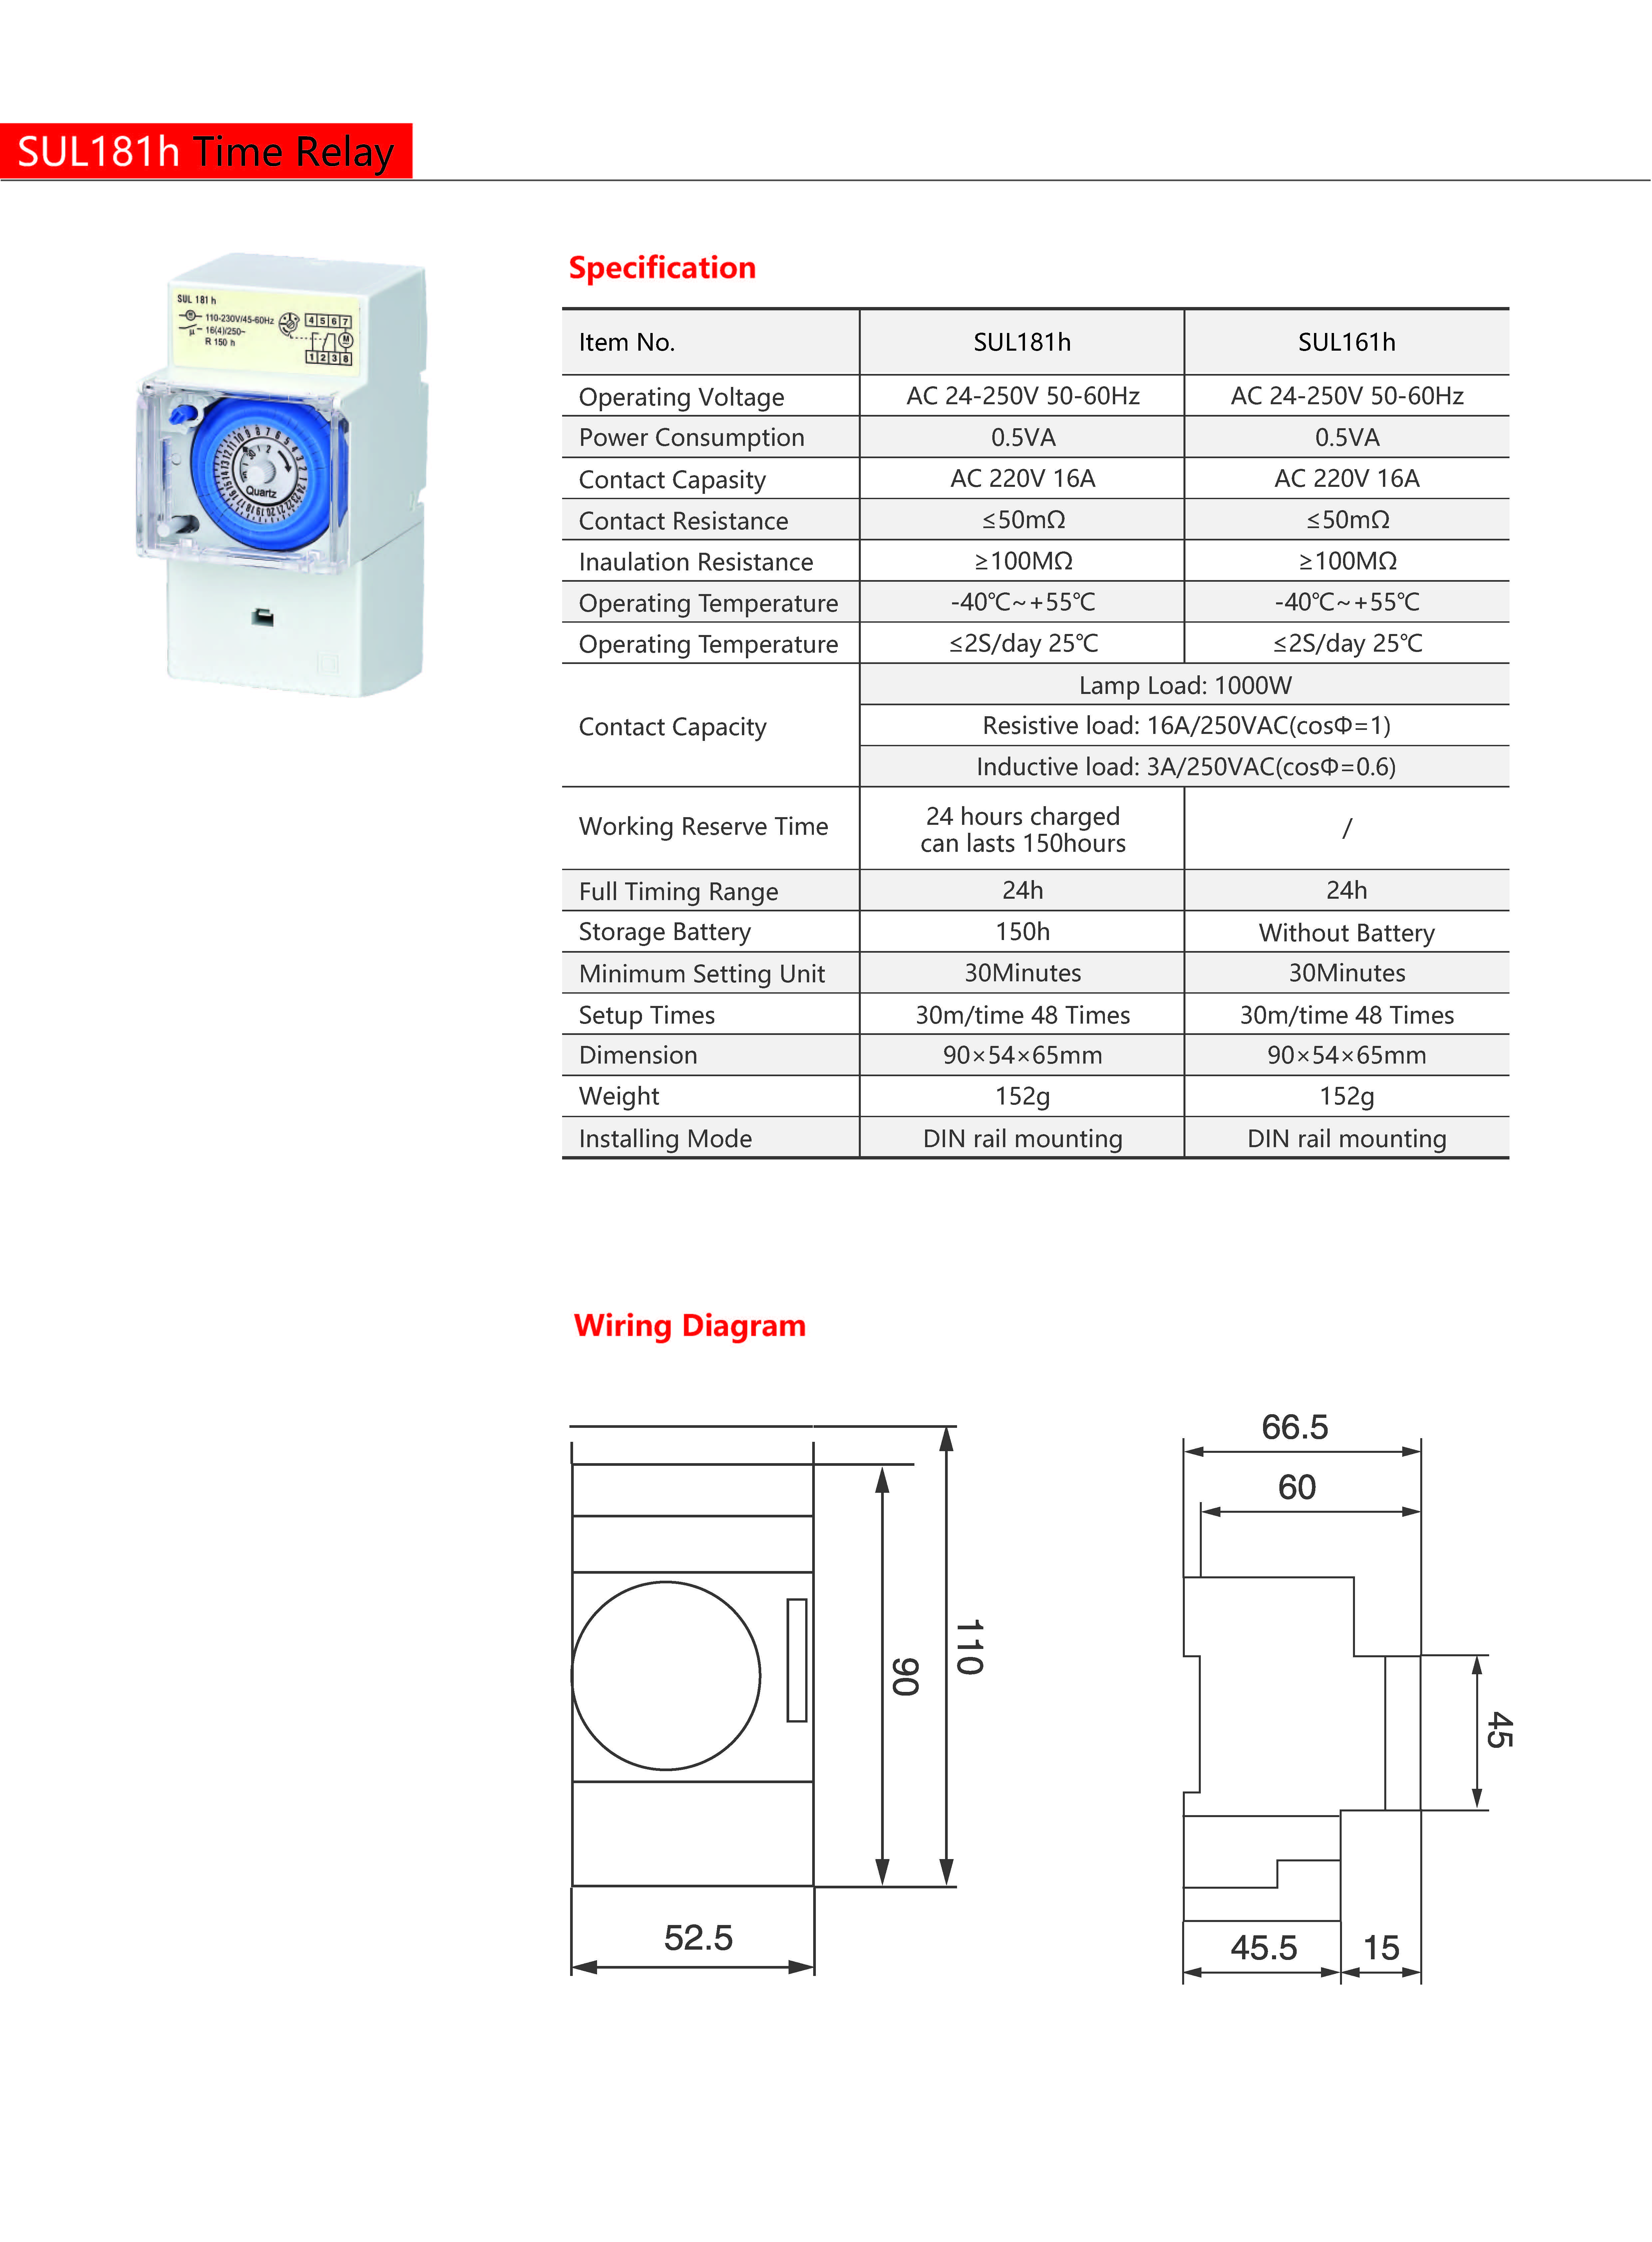 SUL181h Time Relay
SUL 181 h
110-230V/45-60Hz
16(4)/250~
µ
R 150 h
4 5 6 7
M
1 2 3 8
Quartz
Specification
Item No. SUL181h SUL161h
Operating Voltage AC 24-250V 50-60Hz AC 24-250V 50-60Hz
Power Consumption 0.5VA 0.5VA
Contact Capasity AC 220V 16A AC 220V 16A
Contact Resistance ≤50mΩ ≤50mΩ
Inaulation Resistance ≥100MΩ ≥100MΩ
Operating Temperature -40℃~+55℃ -40℃~+55℃
Operating Temperature ≤2S/day 25℃ ≤2S/day 25℃
Contact Capacity
Lamp Load: 1000W
Resistive load: 16A/250VAC(cosΦ=1)
Inductive load: 3A/250VAC(cosΦ=0.6)
Working Reserve Time
24 hours charged
can lasts 150hours
/
Full Timing Range 24h 24h
Storage Battery 150h Without Battery
Minimum Setting Unit 30Minutes 30Minutes
Setup Times 30m/time 48 Times 30m/time 48 Times
Dimension 90×54×65mm 90×54×65mm
Weight 152g 152g
Installing Mode DIN rail mounting DIN rail mounting
Wiring Diagram
66.5
60
110
90
45
52.5
45.5 15